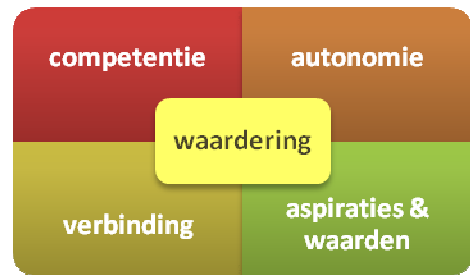 competentie
autonomie
waardering
verbinding
aspiraties &
waarden